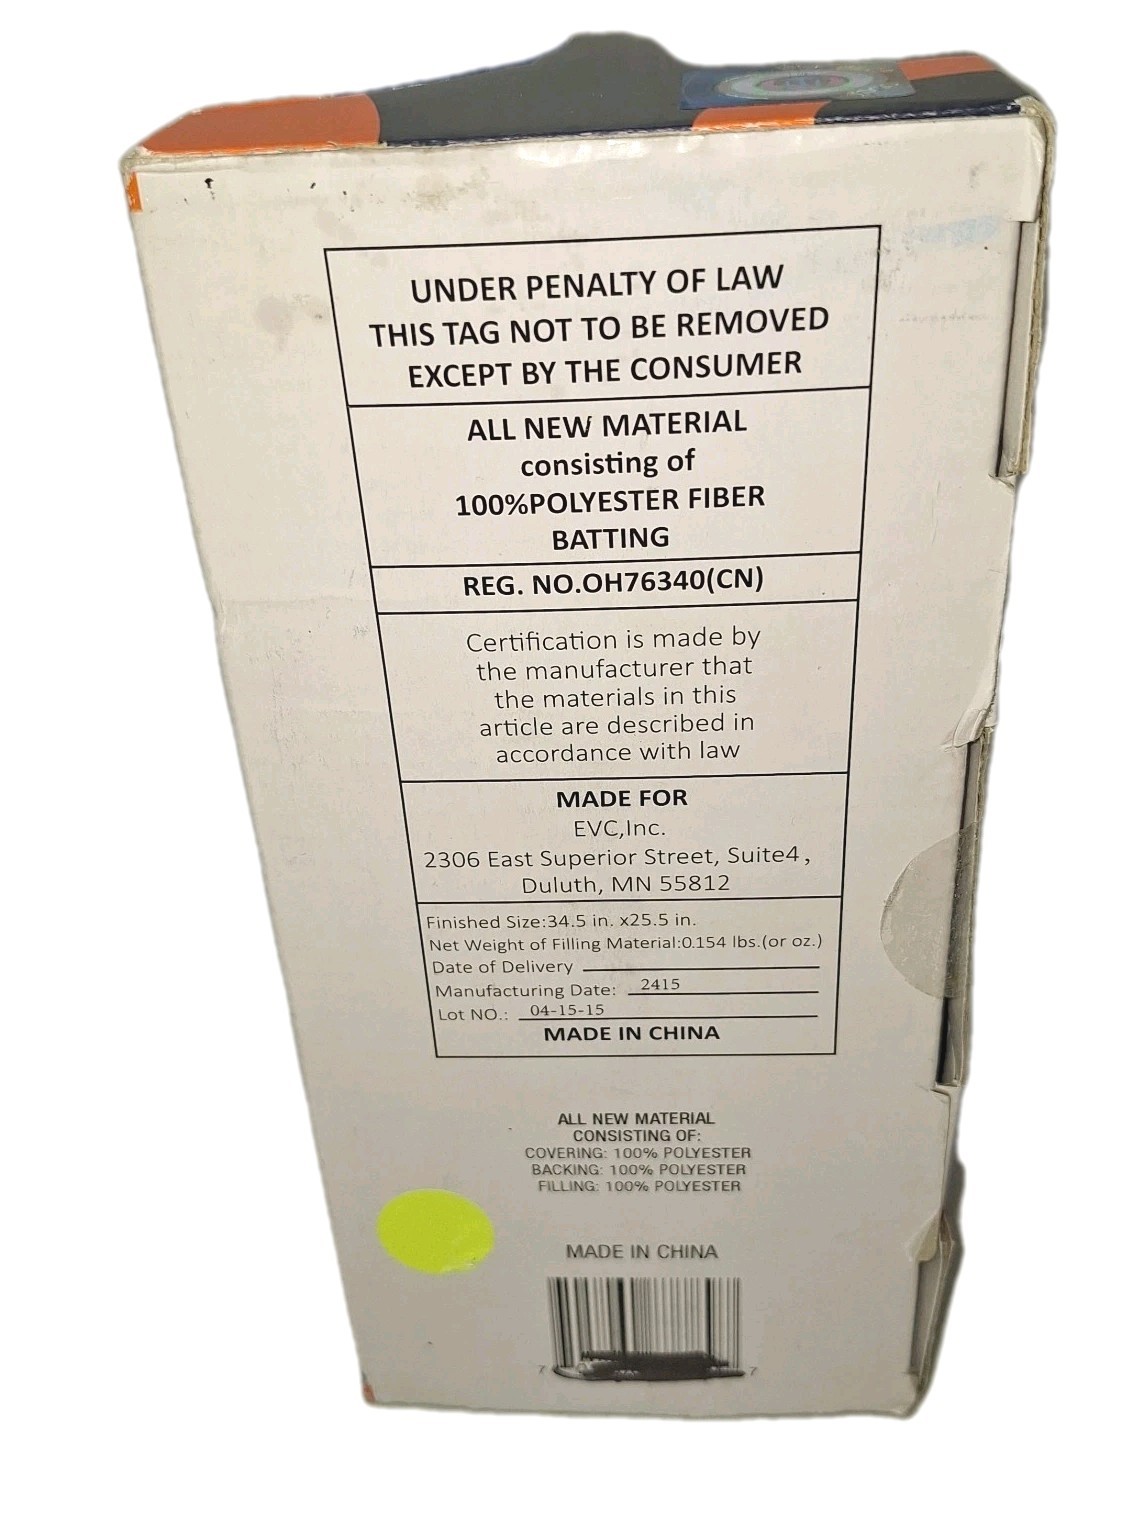 UNDER PENALTY OF LAW
THIS TAG NOT TO BE REMOVED
EXCEPT BY THE CONSUMER
ALL NEW MATERIAL
consisting of
100%POLYESTER FIBER
BATTING
REG. NO.OH76340(CN)
Certification is made by
the manufacturer that
the materials in this
article are described in
accordance with law
MADE FOR
EVC,Inc.
2306 East Superior Street, Suite4,
Duluth, MN 55812
Finished Size:34.5 in. x25.5 in.
Net Weight of Filling Material:0.154 lbs.(or oz.)
Date of Delivery
Manufacturing Date: 2415
Lot NO.: 04-15-15
MADE IN CHINA
ALL NEW MATERIAL
CONSISTING OF:
COVERING: 100% POLYESTER
BACKING: 100% POLYESTER
FILLING: 100% POLYESTER
MADE IN CHINA
7 7